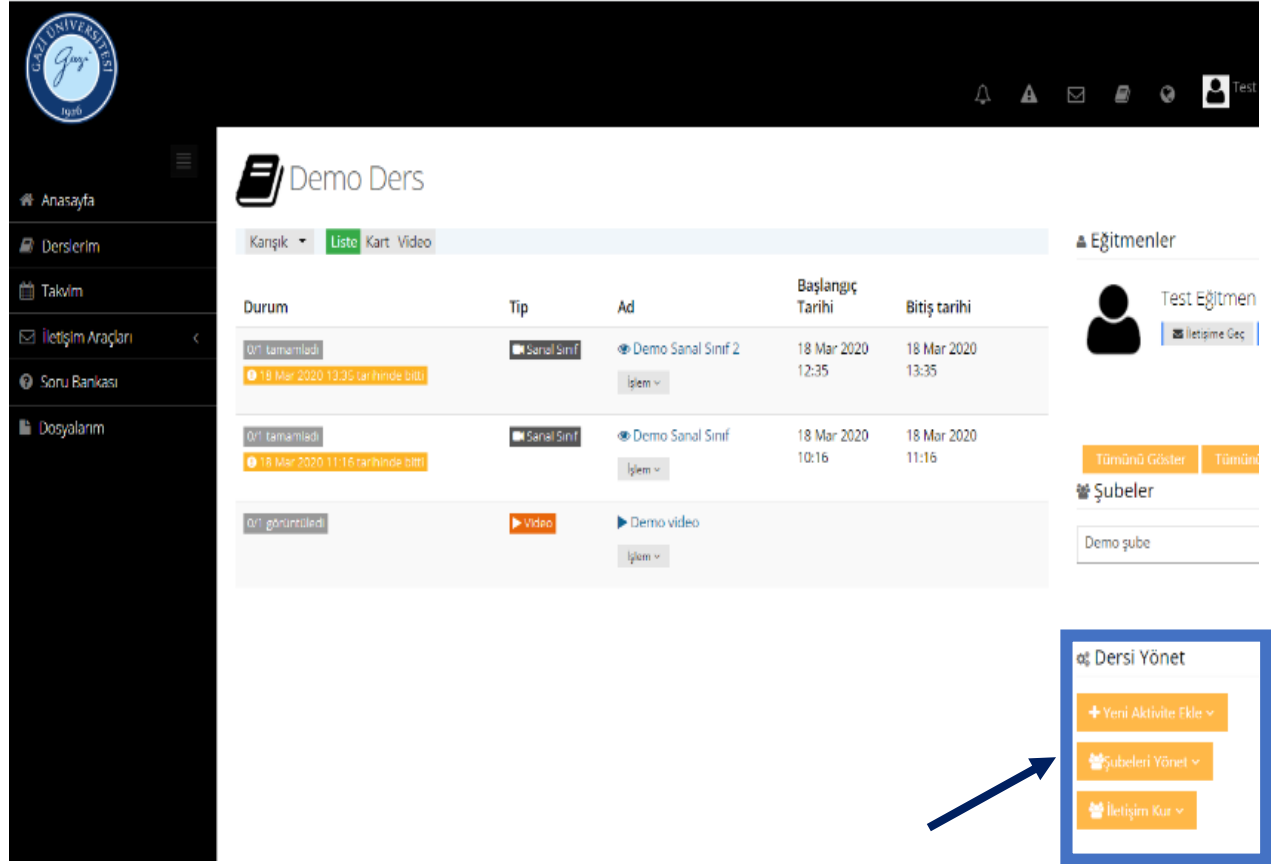 GAZİ ÜNİVERSİTESİ
Gazi
1926
Test
Anasayfa
Derslerim
Takvim
İletişim Araçları
Soru Bankası
Dosyalarım
Demo Ders
Karışık
Liste Kart Video
Durum Tip Ad Başlangıç Tarihi Bitiş tarihi
0/1 tamamladı Sanal Sınıf Demo Sanal Sınıf 2 18 Mar 2020 18 Mar 2020
18 Mar 2020 13:35 tarihinde bitti İşlem 12:35 13:35
0/1 tamamladı Sanal Sınıf Demo Sanal Sınıf 18 Mar 2020 18 Mar 2020
18 Mar 2020 11:16 tarihinde bitti İşlem 10:16 11:16
0/1 görüntüledi Video Demo video
İşlem
Eğitmenler
Test Eğitmen
İletişime Geç
Tümünü Göster Tümünü
Şubeler
Demo şube
Dersi Yönet
Yeni Aktivite Ekle
Şubeleri Yönet
İletişim Kur